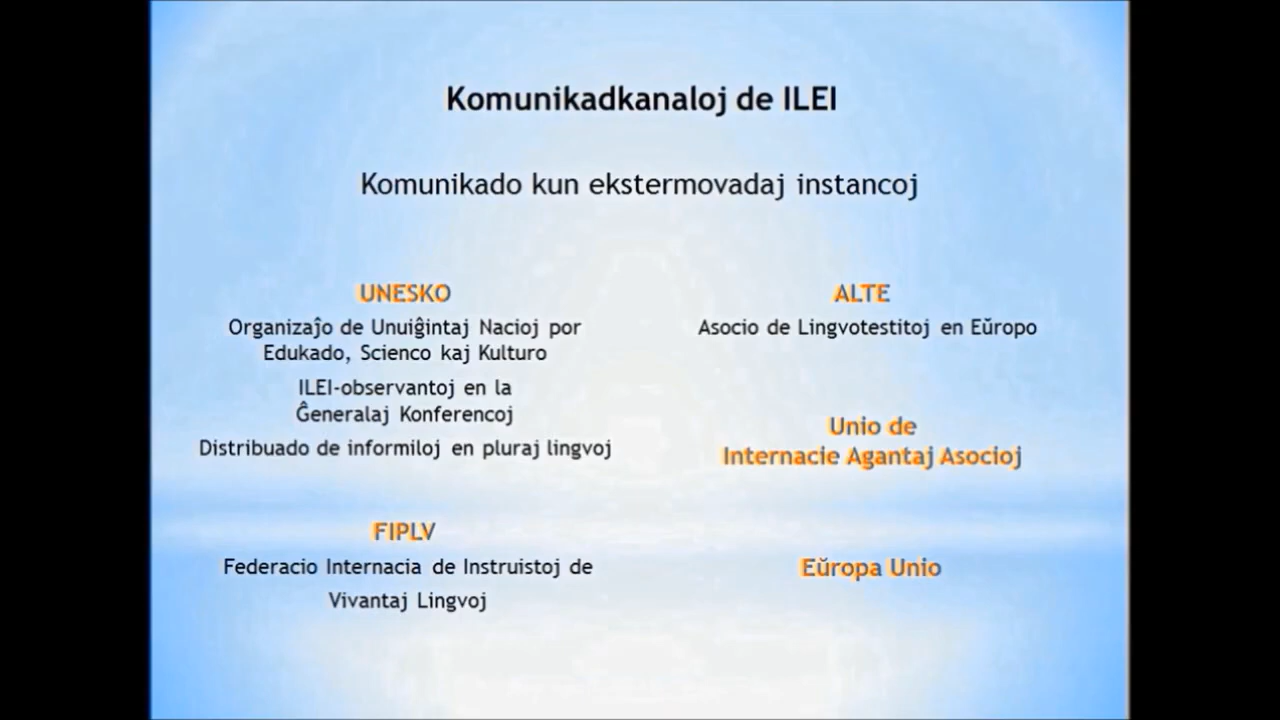 Komunikadkanaloj de ILEI
Komunikado kun ekstermovadaj instancoj
UNESKO
Organizaĵo de Unuiĝintaj Nacioj por
Edukado, Scienco kaj Kulturo
ILEI-observantoj en la
Ĝeneralaj Konferencoj
Distribuado de informiloj en pluraj lingvoj
FIPLV
Federacio Internacia de Instruistoj de
Vivantaj Lingvoj
ALTE
Asocio de Lingvotestitoj en Eŭropo
Unio de
Internacie Agantaj Asocioj
Eŭropa Unio